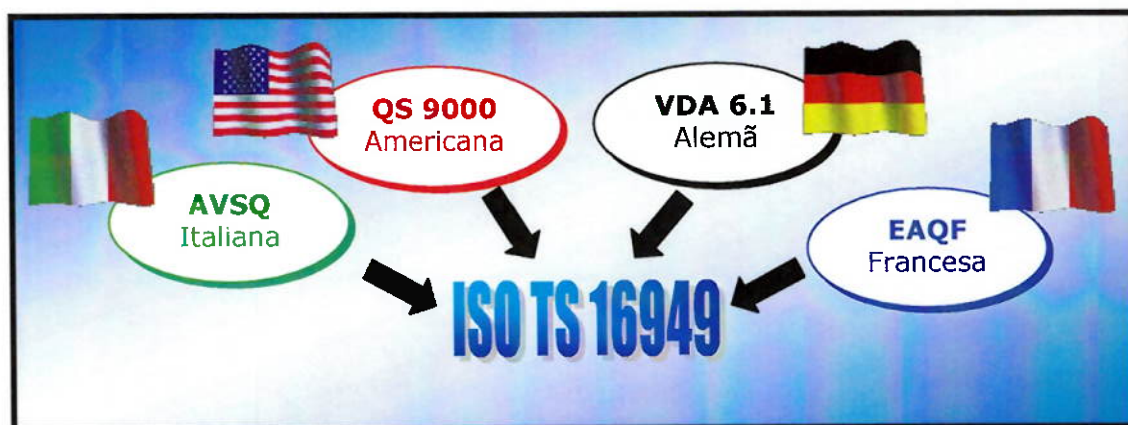 QS 9000
Americana
VDA 6.1
Alemã
AVSQ
Italiana
EAQF
Francesa
ISO TS 16949